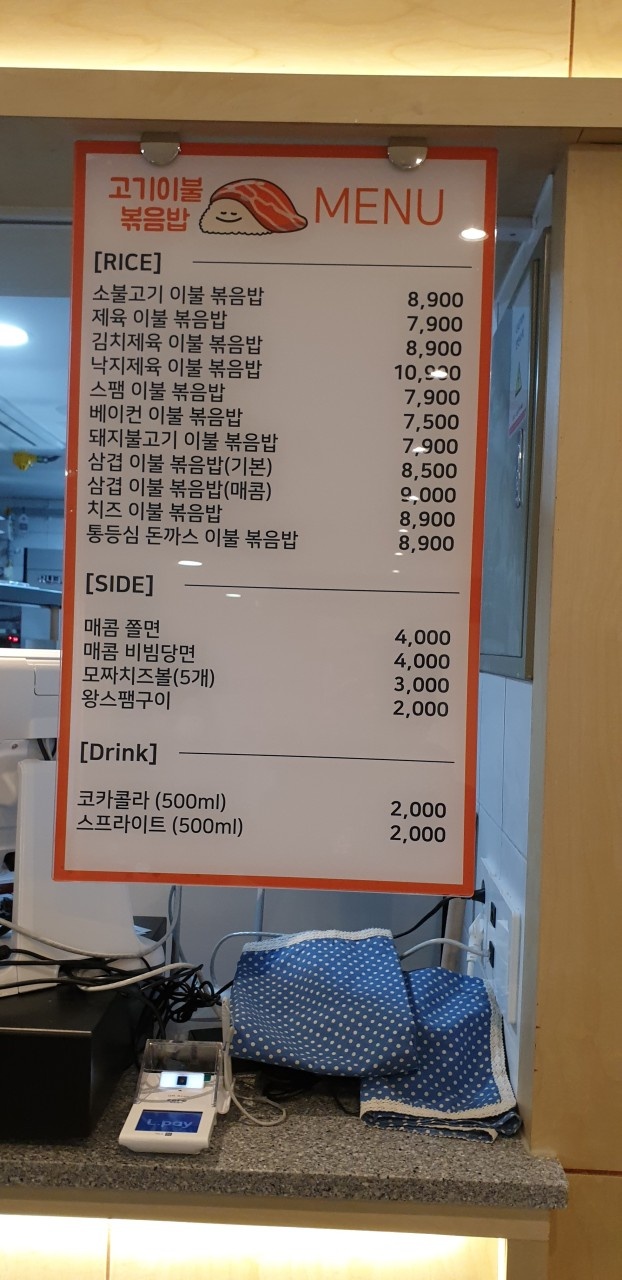 고기이불
볶음밥
MENU
[RICE]
소불고기 이불 볶음밥 8,900
제육 이불 볶음밥 7,900
김치제육 이불 볶음밥 8,900
낙지제육 이불 볶음밥 10,900
스팸 이불 볶음밥 7,900
베이컨 이불 볶음밥 7,500
돼지불고기 이불 볶음밥 7,900
삼겹 이불 볶음밥(기본) 8,500
삼겹 이불 볶음밥(매콤) 9,000
치즈 이불 볶음밥 8,900
통등심 돈까스 이불 볶음밥 8,900
[SIDE]
매콤 쫄면 4,000
매콤 비빔당면 4,000
모짜치즈볼(5개) 3,000
왕스팸구이 2,000
[Drink]
코카콜라 (500ml) 2,000
스프라이트 (500ml) 2,000
L.pay